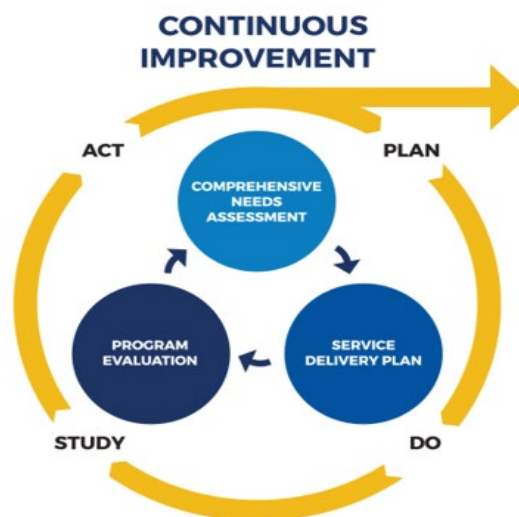 CONTINUOUS
IMPROVEMENT
ACT
PLAN
COMPREHENSIVE
NEEDS
ASSESSMENT
PROGRAM
EVALUATION
SERVICE
DELIVERY PLAN
STUDY
DO